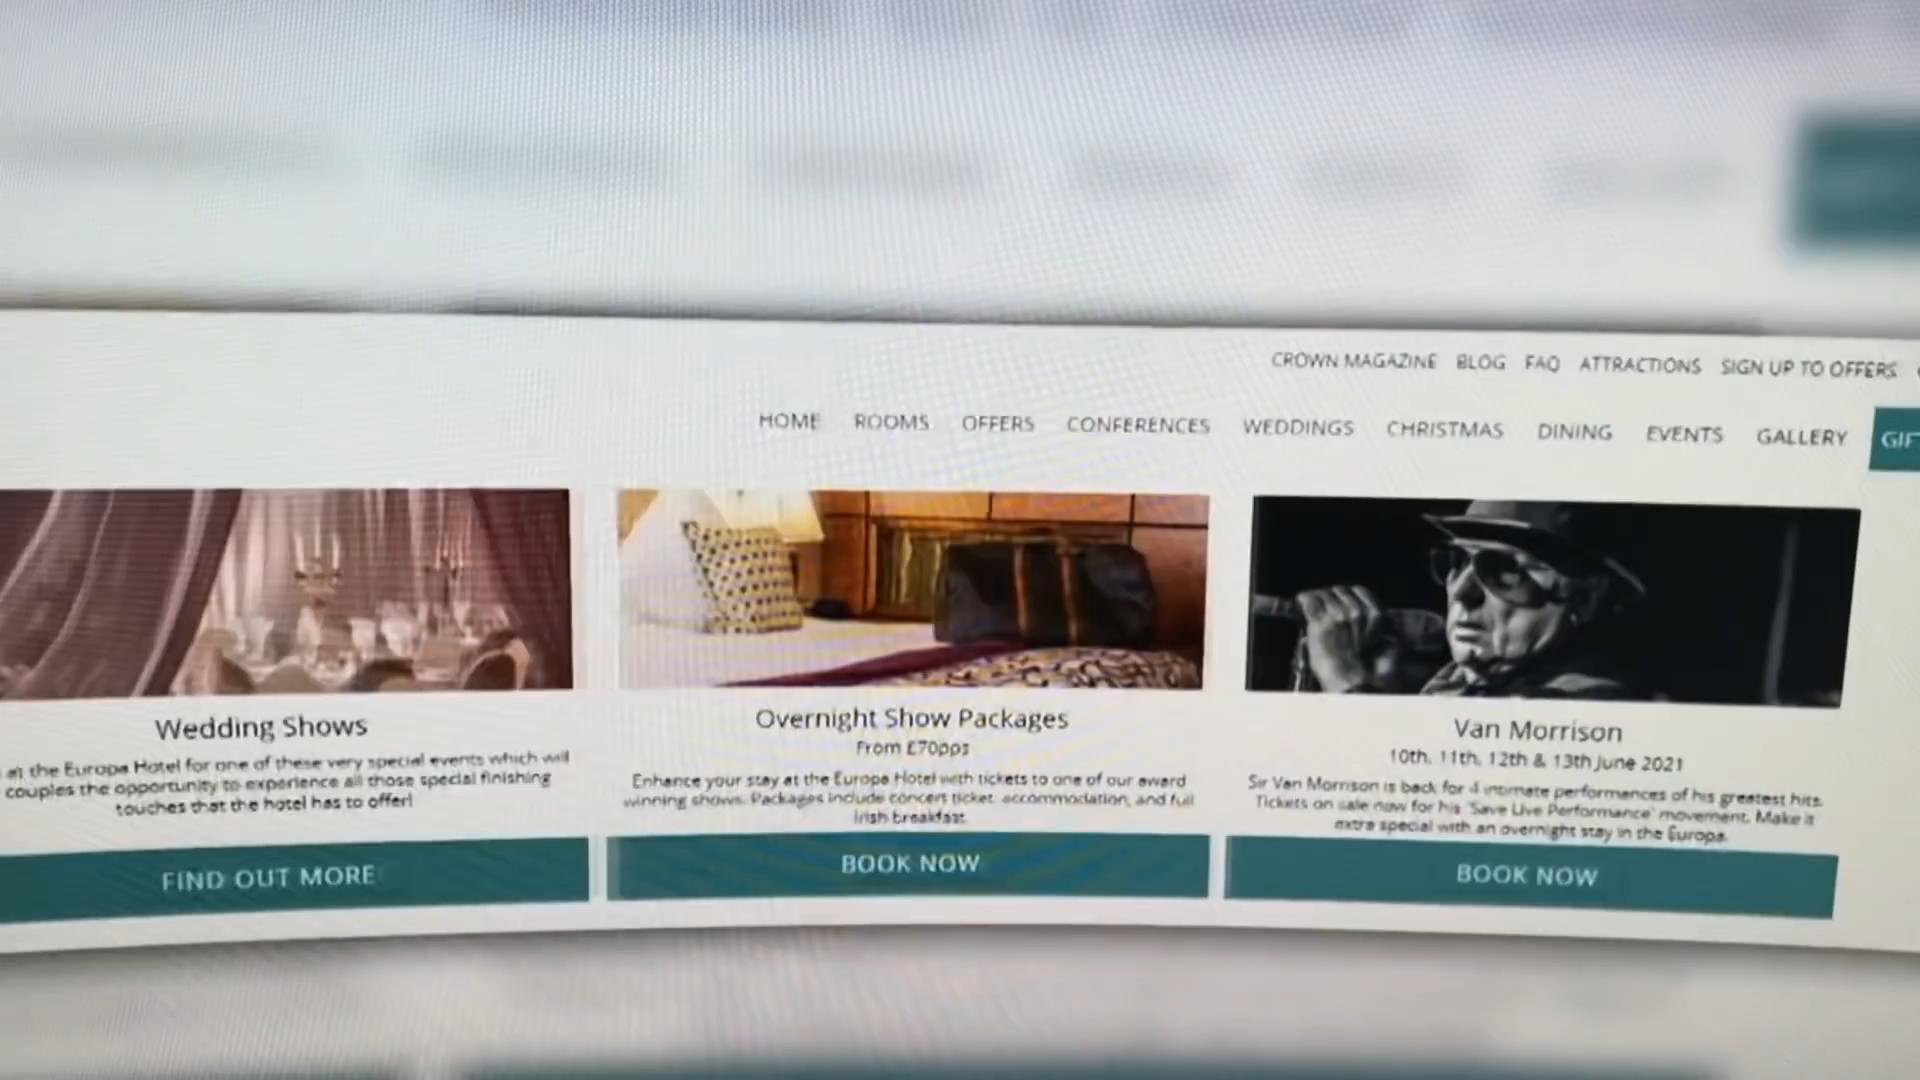 CROWN MAGAZINE BLOG FAQ ATTRACTIONS SIGN UP TO OFFERS
HOME ROOMS OFFERS CONFERENCES WEDDINGS CHRISTMAS DINING EVENTS GALLERY GIF
Wedding Shows
at the Europa Hotel for one of these very special events which will
couples the opportunity to experience all those special finishing
touches that the hotel has to offer!
FIND OUT MORE
Overnight Show Packages
From £70pps
Enhance your stay at the Europa Hotel with tickets to one of our award
winning shows. Packages include concert ticket, accommodation, and full
Irish breakfast.
BOOK NOW
Van Morrison
10th, 11th, 12th & 13th June 2021
Sir Van Morrison is back for 4 intimate performances of his greatest hits.
Tickets on sale now for his 'Save Live Performance' movement. Make it
extra special with an overnight stay in the Europa.
BOOK NOW